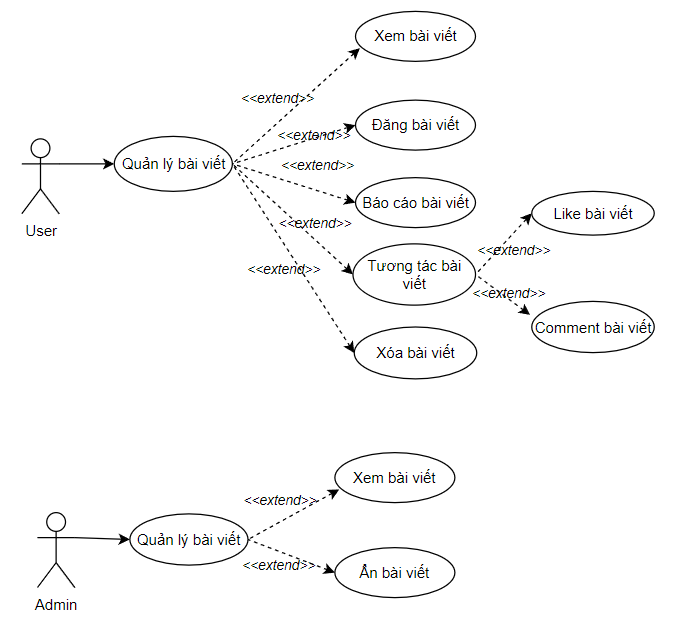 Xem bài viết
<<extend>>
Đăng bài viết
<<extend>>
Quản lý bài viết
<<extend>>
Báo cáo bài viết
User
<<extend>>
Like bài viết
<<extend>>
Tương tác bài
viết
<<extend>>
<<extend>>
Comment bài viết
Xóa bài viết
Xem bài viết
<<extend>>
Quản lý bài viết
<<extend>>
Ẩn bài viết
Admin